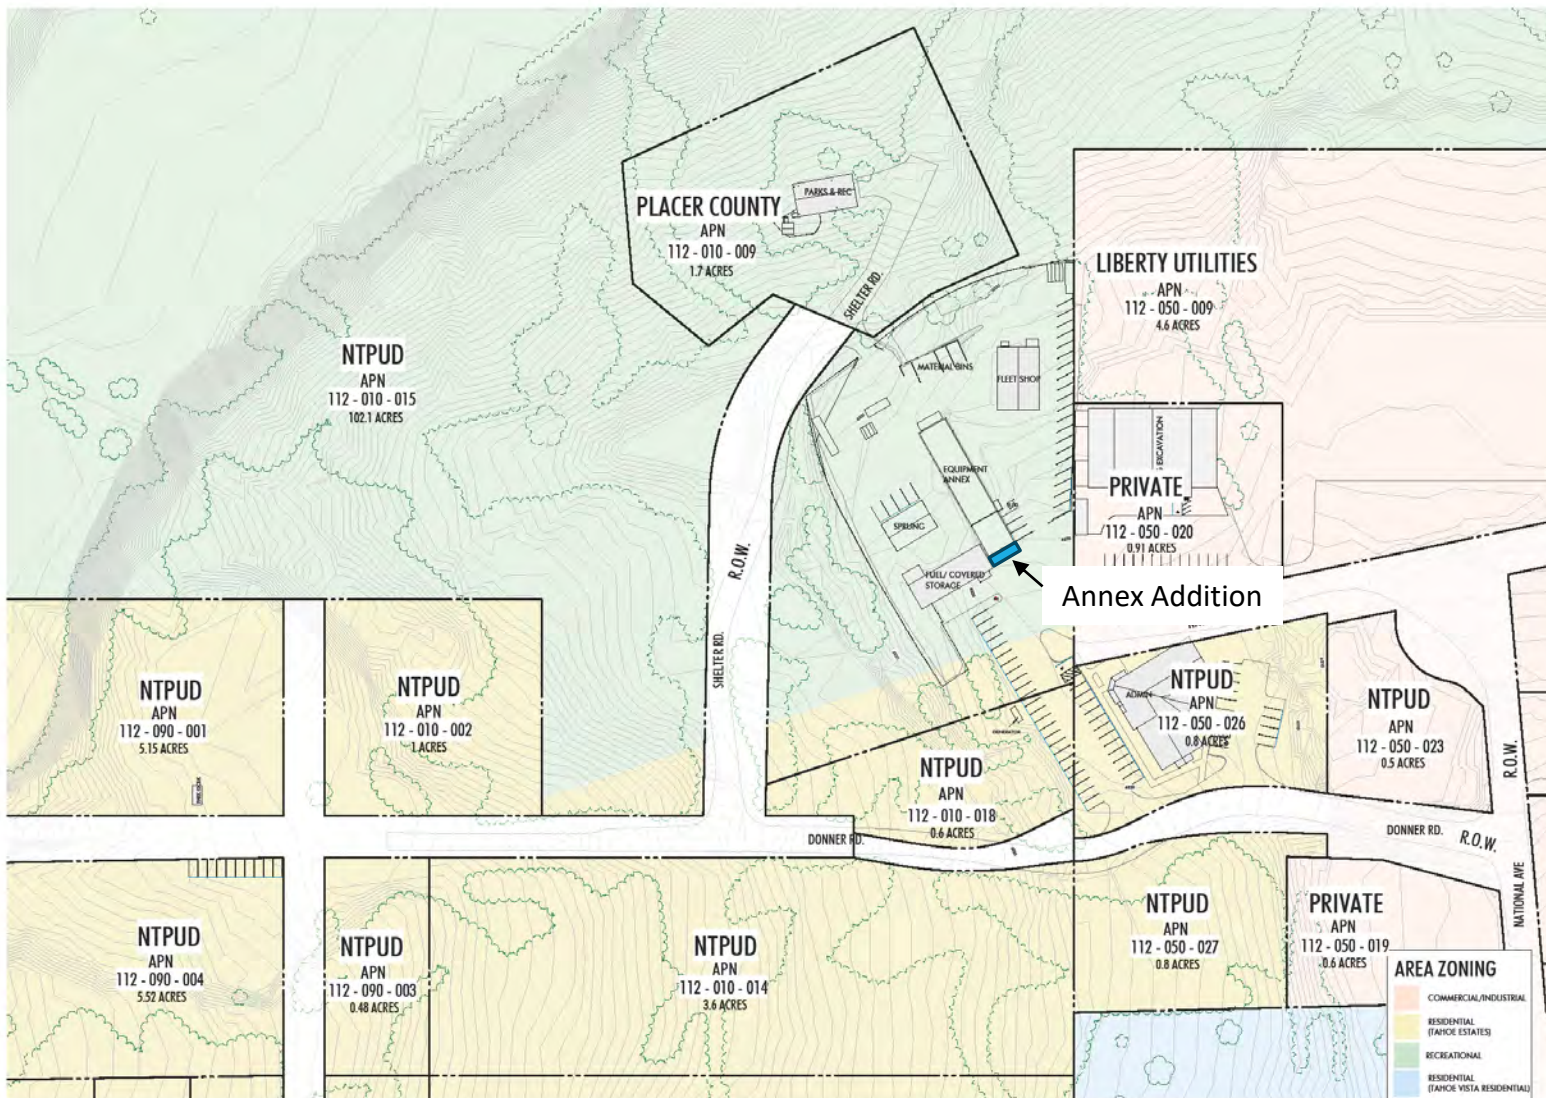 PARKS & REC
PLACER COUNTY
APN
112 - 010 - 009
1.7 ACRES
SHELTER RD.
LIBERTY UTILITIES
APN
112 - 050 - 009
4.6 ACRES
NTPUD
APN
112 - 010 - 015
102.1 ACRES
MATERIAL BINS
FLEET SHOP
EQUIPMENT
ANNEX
SPRUNG
FUEL/ COVERED
STORAGE
EXCAVATION
PRIVATE
APN
112 - 050 - 020
0.91 ACRES
Annex Addition
R.O.W.
SHELTER RD.
NTPUD
APN
112 - 090 - 001
5.15 ACRES
NTPUD
APN
112 - 010 - 002
1 ACRES
ADMIN
NTPUD
APN
112 - 050 - 026
0.8 ACRES
NTPUD
APN
112 - 050 - 023
0.5 ACRES
R.O.W.
GENERATOR
NTPUD
APN
112 - 010 - 018
0.6 ACRES
DONNER RD.
DONNER RD.
R.O.W.
NATIONAL AVE
NTPUD
APN
112 - 090 - 004
5.52 ACRES
NTPUD
APN
112 - 090 - 003
0.48 ACRES
NTPUD
APN
112 - 010 - 014
3.6 ACRES
NTPUD
APN
112 - 050 - 027
0.8 ACRES
PRIVATE
APN
112 - 050 - 019
0.6 ACRES
AREA ZONING
COMMERCIAL/INDUSTRIAL
RESIDENTIAL
(TAHOE ESTATES)
RECREATIONAL
RESIDENTIAL
(TAHOE VISTA RESIDENTIAL)